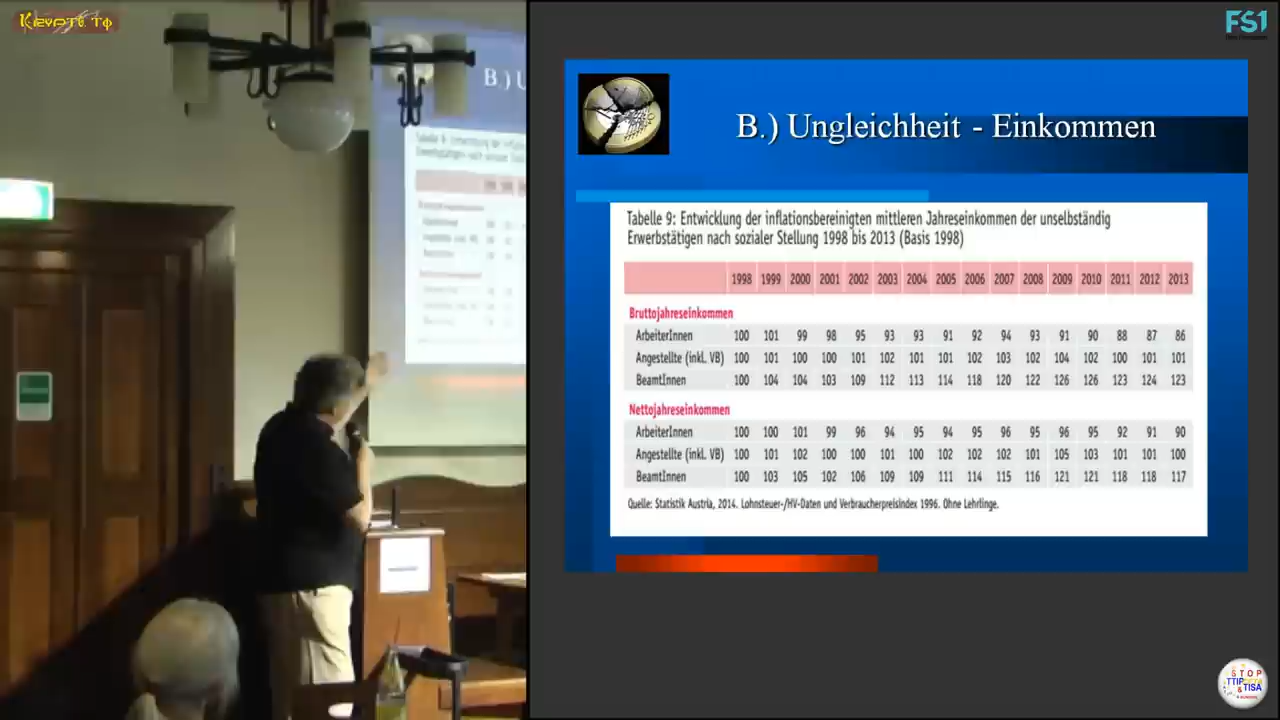 FS1
B.) U
B.) Ungleichheit - Einkommen
Tabelle 9: Entwicklung der inflationsbereinigten mittleren Jahreseinkommen der unselbständig
Erwerbstätigen nach sozialer Stellung 1998 bis 2013 (Basis 1998)
1998 1999 2000 2001 2002 2003 2004 2005 2006 2007 2008 2009 2010 2011 2012 2013
Bruttojahreseinkommen
ArbeiterInnen 100 101 99 98 95 93 93 91 92 94 93 91 90 88 87 86
Angestellte (inkl. VB) 100 101 100 100 101 102 101 101 102 103 102 104 102 100 101 101
BeamtInnen 100 104 104 103 109 112 113 114 118 120 122 126 126 123 124 123
Nettojahreseinkommen
ArbeiterInnen 100 100 101 99 96 94 95 94 95 96 95 96 95 92 91 90
Angestellte (inkl. VB) 100 101 102 100 100 101 100 102 102 102 101 105 103 101 101 100
BeamtInnen 100 103 105 102 106 109 109 111 114 115 116 121 121 118 118 117
Quelle: Statistik Austria, 2014. Lohnsteuer-/HV-Daten und Verbraucherpreisindex 1996. Ohne Lehrlinge.
STOP
TTIP CETA
& TISA